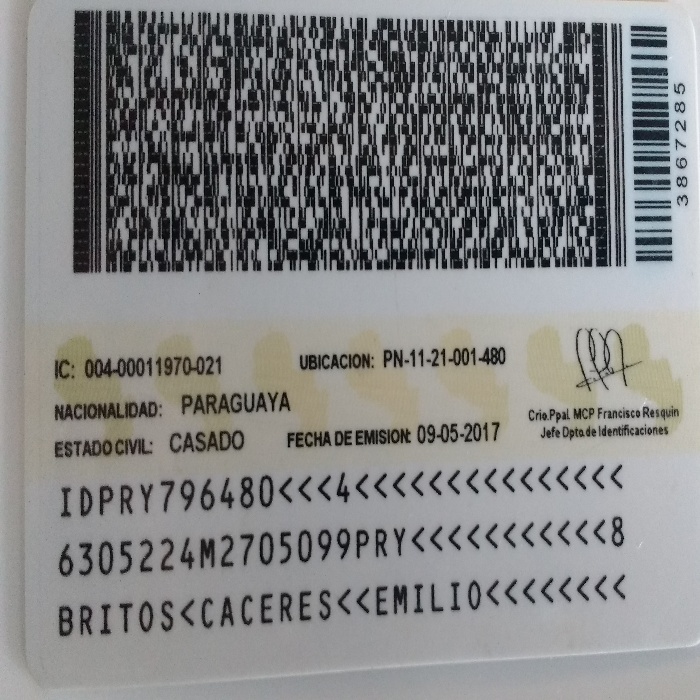 3867285
IC: 004-00011970-021 UBICACION: PN-11-21-001-480
NACIONALIDAD: PARAGUAYA
ESTADO CIVIL: CASADO FECHA DE EMISION: 09-05-2017
Crio.Ppal. MCP Francisco Resquin
Jefe Dpto.de Identificaciones
IDPRY796480<<<4<<<<<<<<<<<<<<<
6305224M2705099PRY<<<<<<<<<<<8
BRITOS<CACERES<<EMILIO<<<<<<<<